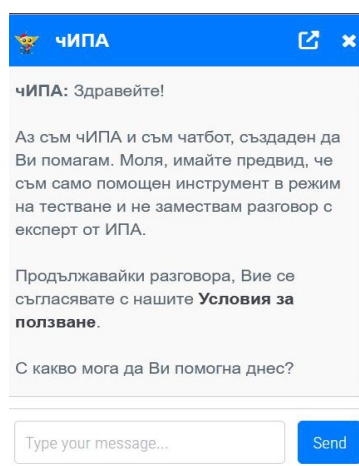 чИПА
чИПА: Здравейте!
Аз съм чИПА и съм чатбот, създаден да
Ви помагам. Моля, имайте предвид, че
съм само помощен инструмент в режим
на тестване и не замествам разговор с
експерт от ИПА.
Продължавайки разговора, Вие се
съгласявате с нашите Условия за
ползване.
С какво мога да Ви помогна днес?
Type your message...
Send